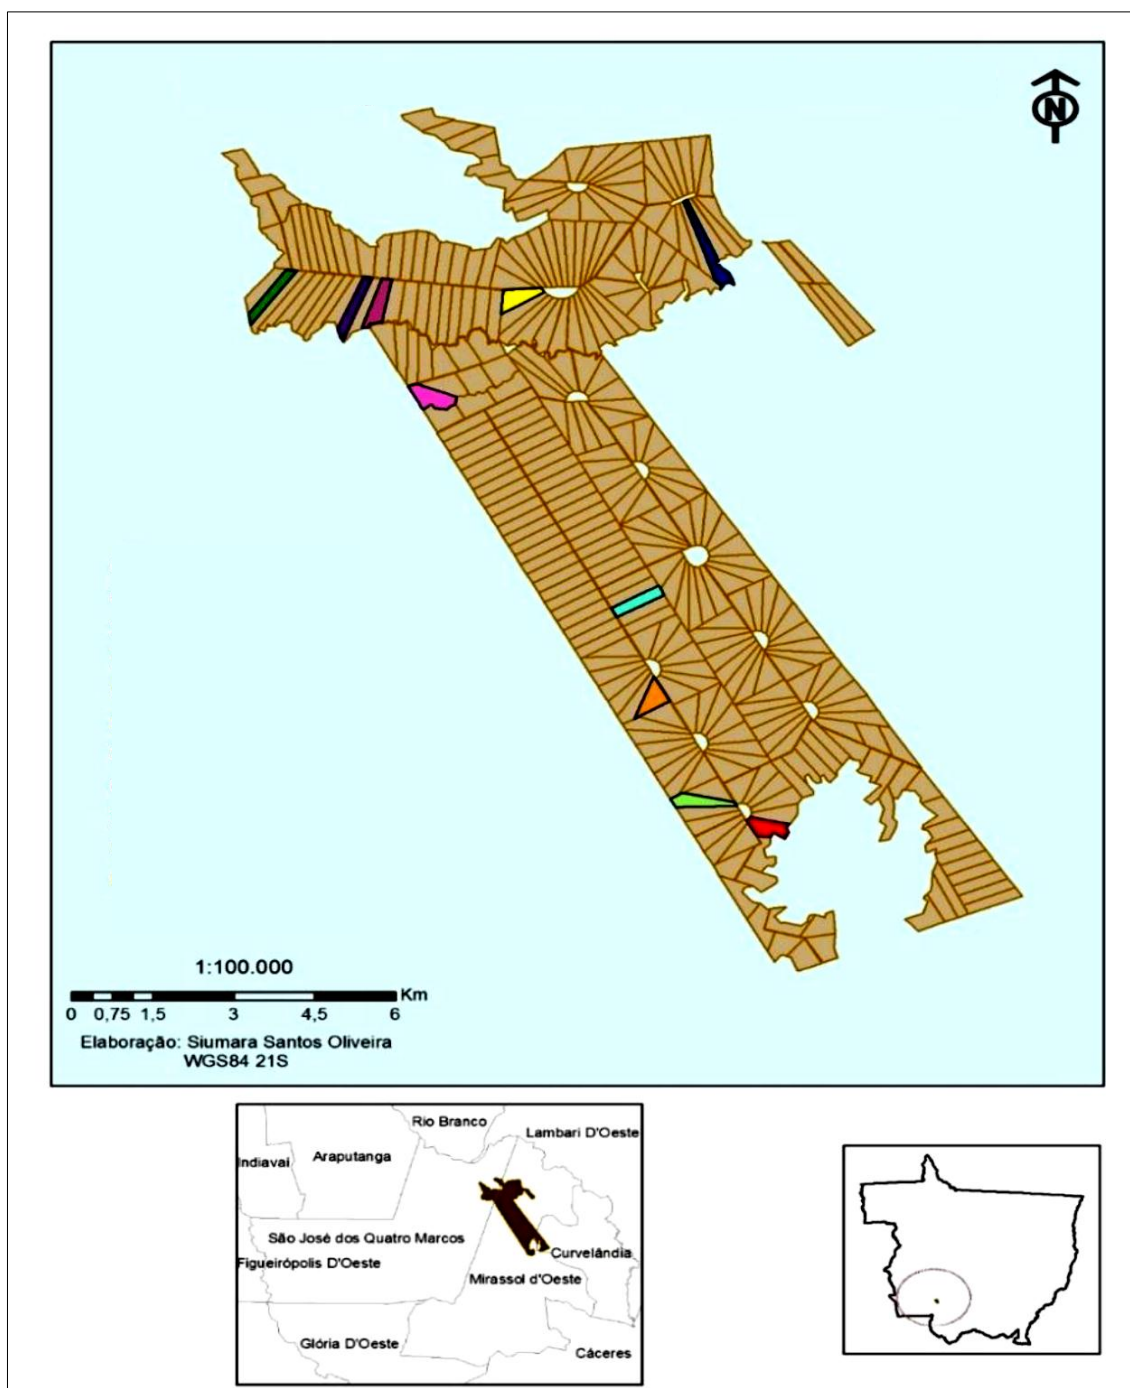 N
1:100.000
Km
0 0,75 1,5 3 4,5 6
Elaboração: Siumara Santos Oliveira
WGS84 21S
Rio Branco
Lambari D'Oeste
Araputanga
Indiavaí
São José dos Quatro Marcos
Curvelândia
Figueirópolis D'Oeste
Mirassol d'Oeste
Glória D'Oeste
Cáceres